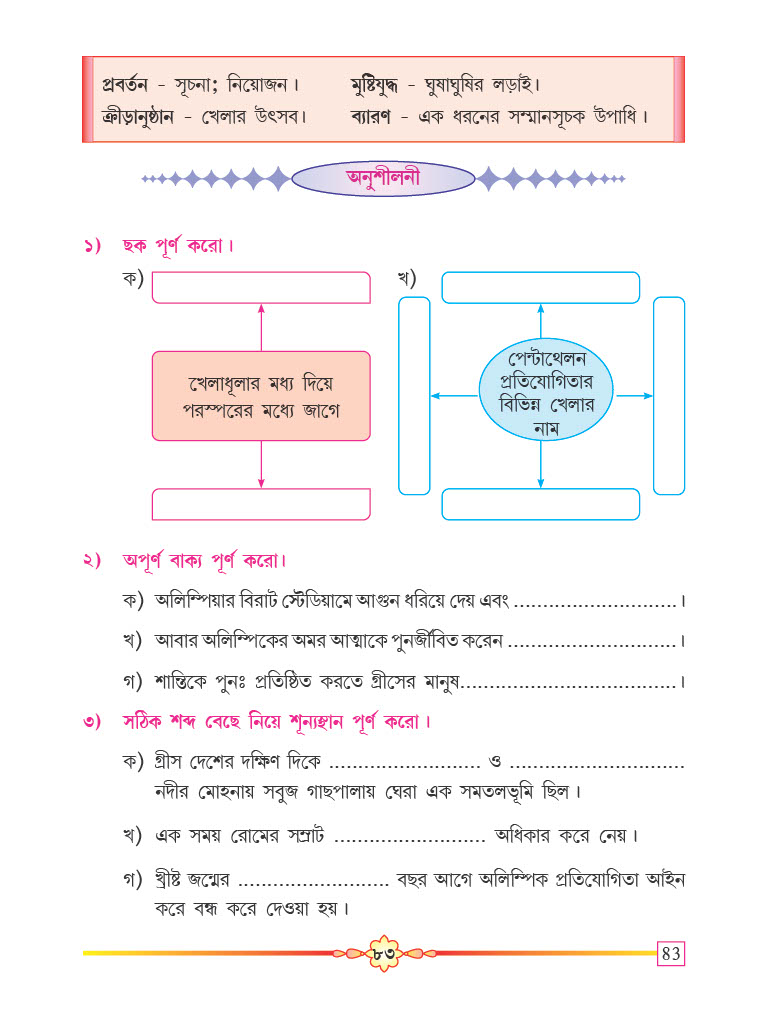 প্রবর্তন - সূচনা; নিয়োজন।
মুষ্টিযুদ্ধ - ঘুষাঘুষির লড়াই।
ক্রীড়ানুষ্ঠান - খেলার উৎসব।
ব্যারণ - এক ধরনের সম্মানসূচক উপাধি।
অনুশীলনী
১) ছক পূর্ণ করো।
ক)
খেলাধূলার মধ্য দিয়ে
পরস্পরের মধ্যে জাগে
খ)
পেন্টাথেলন
প্রতিযোগিতার
বিভিন্ন খেলার
নাম
২) অপূর্ণ বাক্য পূর্ণ করো।
ক) অলিম্পিয়ার বিরাট স্টেডিয়ামে আগুন ধরিয়ে দেয় এবং ............................।
খ) আবার অলিম্পিকের অমর আত্মাকে পুনর্জীবিত করেন .............................।
গ) শান্তিকে পুনঃ প্রতিষ্ঠিত করতে গ্রীসের মানুষ.....................................।
৩) সঠিক শব্দ বেছে নিয়ে শূন্যস্থান পূর্ণ করো।
ক) গ্রীস দেশের দক্ষিণ দিকে .......................... ও ..............................
নদীর মোহনায় সবুজ গাছপালায় ঘেরা এক সমতলভূমি ছিল।
খ) এক সময় রোমের সম্রাট .......................... অধিকার করে নেয়।
গ) খ্রীষ্ট জন্মের .......................... বছর আগে অলিম্পিক প্রতিযোগিতা আইন
করে বন্ধ করে দেওয়া হয়।
৮৩
83